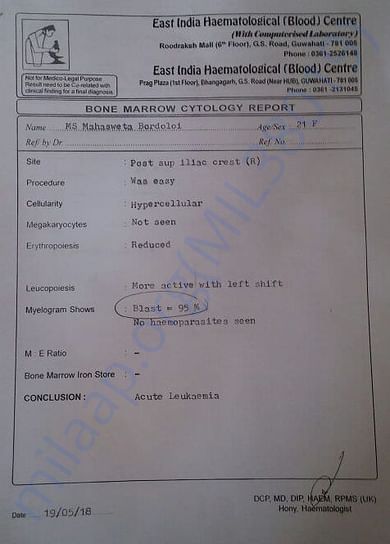 East India Haematological (Blood) Centre
(With Computerised Laboratory)
Roodraksh Mall (6th Floor), G.S. Road, Guwahati - 781 005
Phone : 0361-2526148
East India Haematological (Blood) Centre
Prag Plaza (1st Floor), Bhangagarh, G.S. Road (Near HUB), Guwahati - 781 005
Phone : 0361 -2131045
Not for Medico-Legal Purpose
Result need to be Co-related with
clinical finding for a final diagnosis.
BONE MARROW CYTOLOGY REPORT
Name MS Mahasweta Bordoloi Age/Sex 21 F
Ref by Dr Ref No.
Site : Post sup iliac crest (R)
Procedure : Was easy
Cellularity : Hypercellular
Megakaryocytes : Not seen
Erythropoiesis : Reduced
Leucopoiesis : More active with left shift
Myelogram Shows : Blast = 95 %
No haemoparasites seen
M : E Ratio : -
Bone Marrow Iron Store : -
CONCLUSION : Acute Leukaemia
DCP, MD, DIP, HAEM, RPMS (UK)
Hony. Haematologist
Date 19/05/18